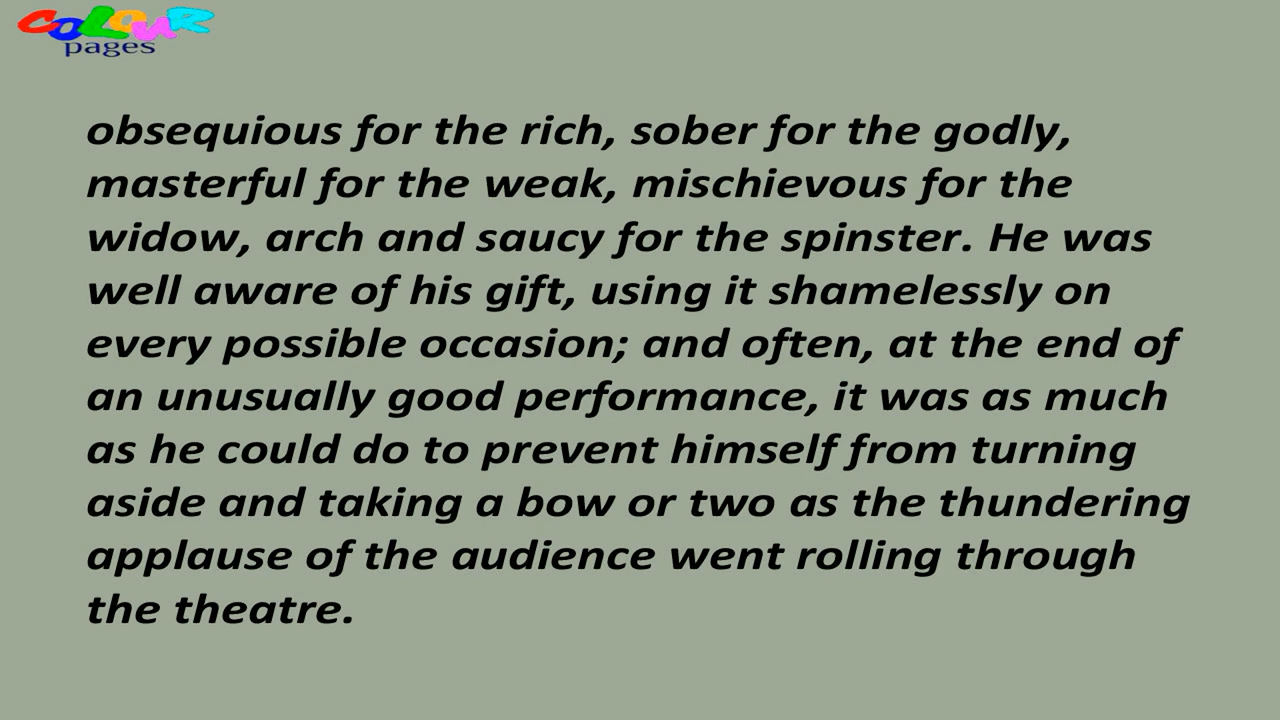 COLOUR
pages
obsequious for the rich, sober for the godly,
masterful for the weak, mischievous for the
widow, arch and saucy for the spinster. He was
well aware of his gift, using it shamelessly on
every possible occasion; and often, at the end of
an unusually good performance, it was as much
as he could do to prevent himself from turning
aside and taking a bow or two as the thundering
applause of the audience went rolling through
the theatre.